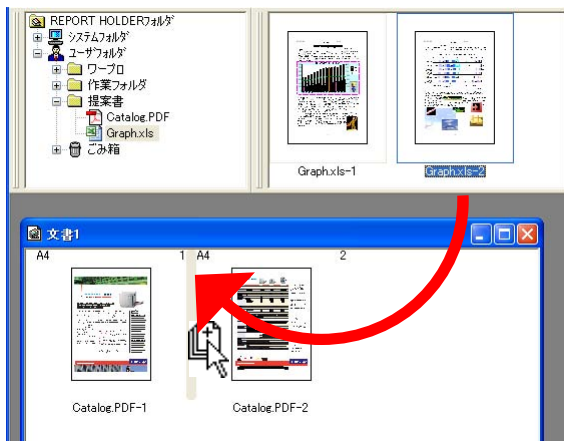 REPORT HOLDERﾌｫﾙﾀﾞ
ｼｽﾃﾑﾌｫﾙﾀﾞ
ﾕｰｻﾞﾌｫﾙﾀﾞ
ワープロ
作業フォルダ
提案書
Catalog.PDF
Graph.xls
ごみ箱
Graph.xls-1
Graph.xls-2
文書1
A4 1 A4 2
Catalog.PDF-1
Catalog.PDF-2